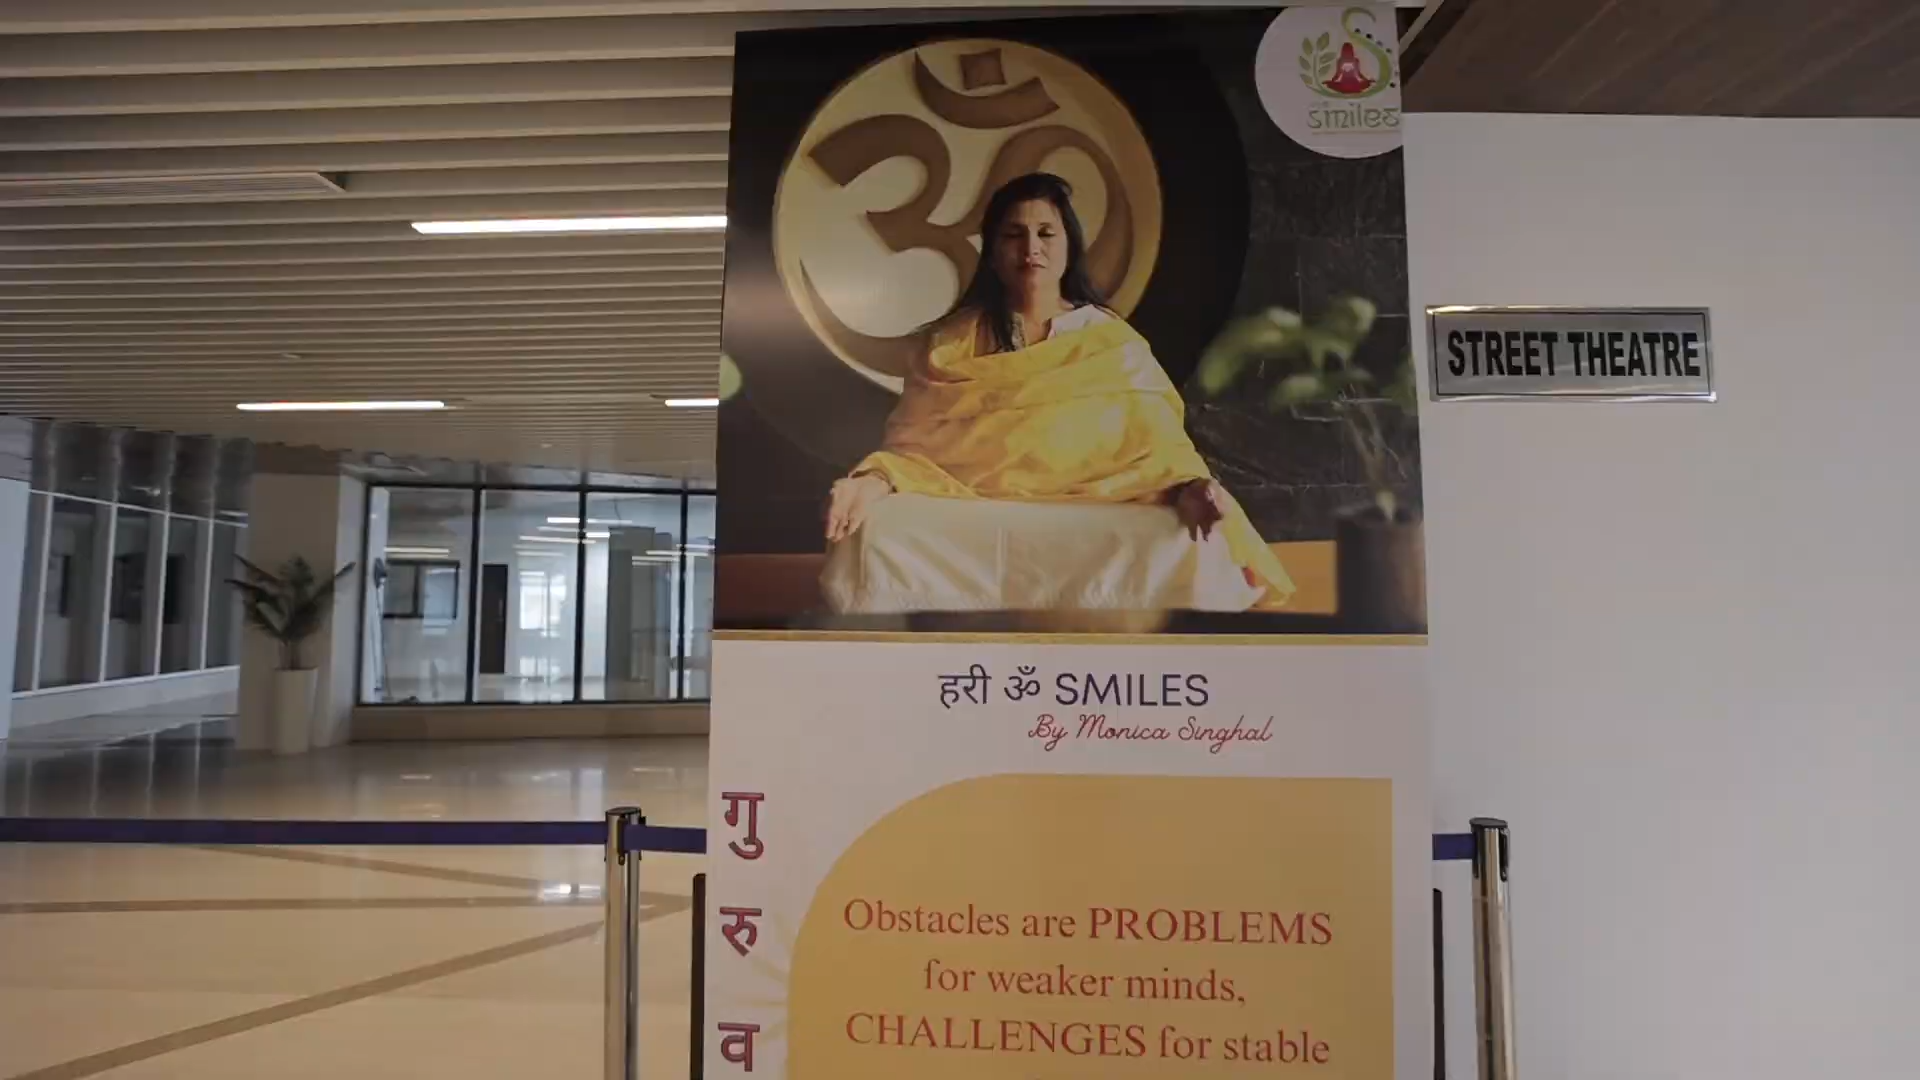 smiles
STREET THEATRE
हरी ॐ SMILES
By Monica Singhal
गु
रु
व
Obstacles are PROBLEMS
for weaker minds,
CHALLENGES for stable